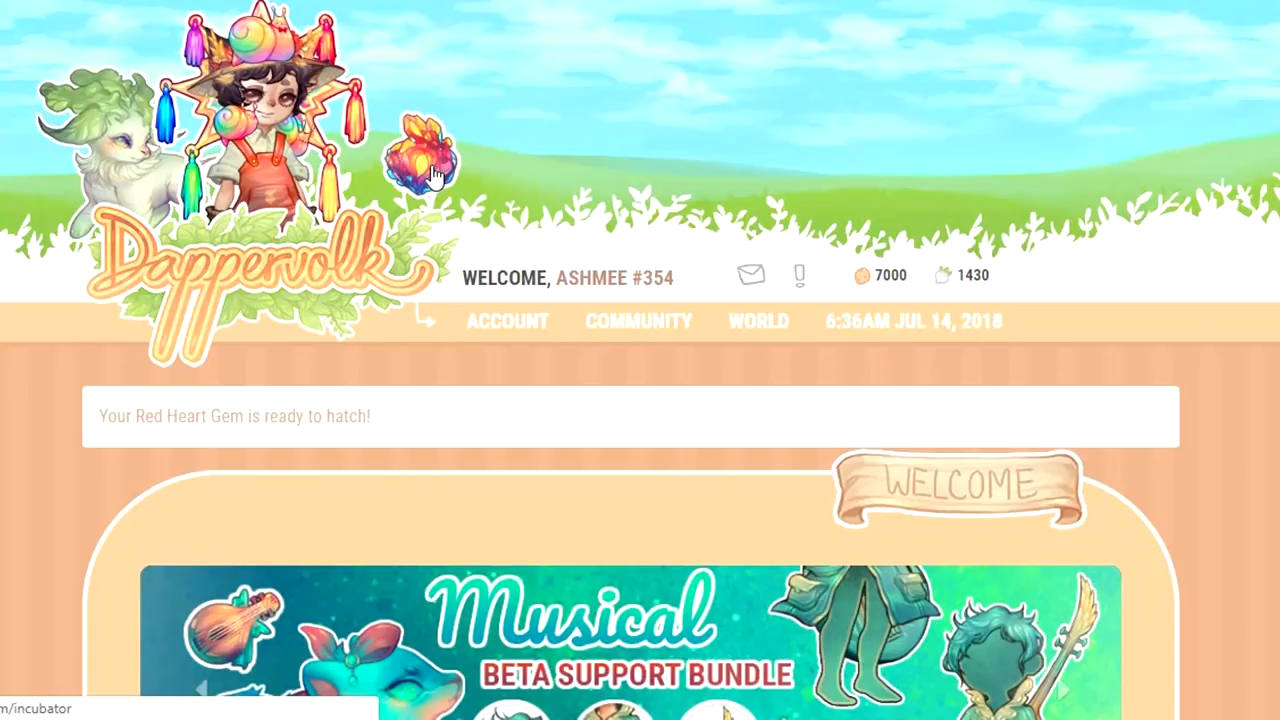 Dappervolk
WELCOME, ASHMEE #354
7000
1430
ACCOUNT
COMMUNITY
WORLD
6:36AM JUL 14, 2018
Your Red Heart Gem is ready to hatch!
WELCOME
Musical
BETA SUPPORT BUNDLE
m/incubator